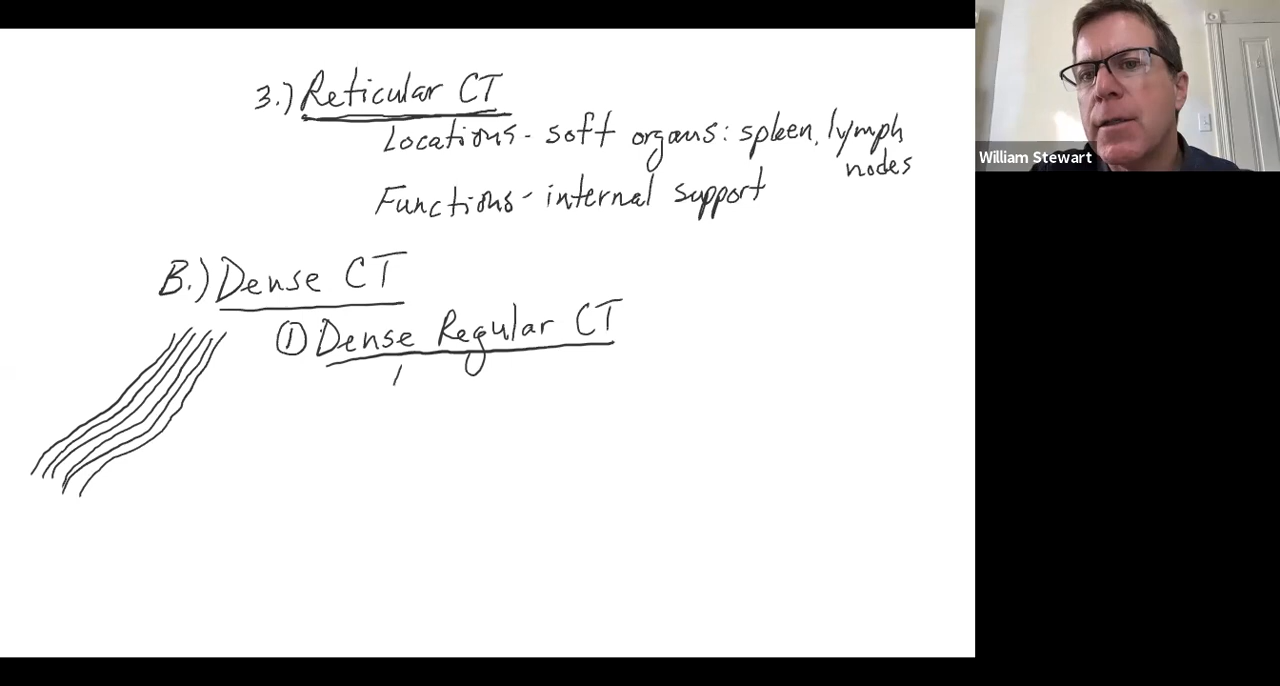 3.) Reticular CT
Locations - soft organs: spleen, lymph
nodes
Functions - internal support
B.) Dense CT
① Dense Regular CT
William Stewart